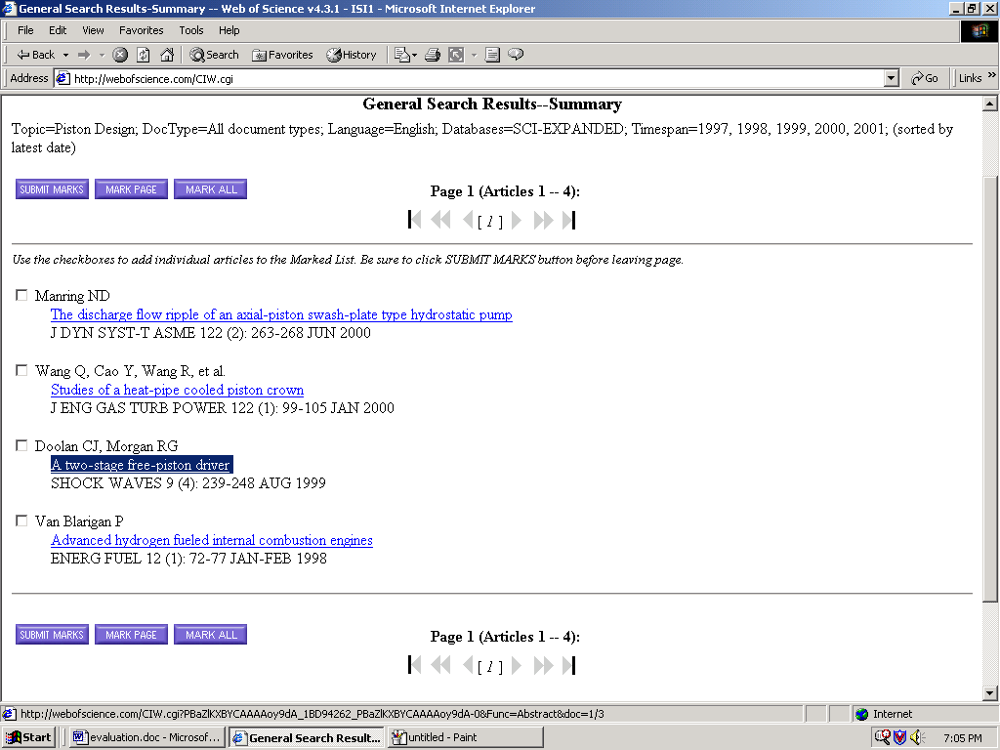 General Search Results-Summary -- Web of Science v4.3.1 - ISI1 - Microsoft Internet Explorer
File Edit View Favorites Tools Help
Back Search Favorites History
Address http://webofscience.com/CIW.cgi Go Links »
General Search Results--Summary
Topic=Piston Design; DocType=All document types; Language=English; Databases=SCI-EXPANDED; Timespan=1997, 1998, 1999, 2000, 2001; (sorted by
latest date)
SUBMIT MARKS MARK PAGE MARK ALL Page 1 (Articles 1 -- 4):
[ 1 ]
Use the checkboxes to add individual articles to the Marked List. Be sure to click SUBMIT MARKS button before leaving page.
Manring ND
The discharge flow ripple of an axial-piston swash-plate type hydrostatic pump
J DYN SYST-T ASME 122 (2): 263-268 JUN 2000
Wang Q, Cao Y, Wang R, et al.
Studies of a heat-pipe cooled piston crown
J ENG GAS TURB POWER 122 (1): 99-105 JAN 2000
Doolan CJ, Morgan RG
A two-stage free-piston driver
SHOCK WAVES 9 (4): 239-248 AUG 1999
Van Blarigan P
Advanced hydrogen fueled internal combustion engines
ENERG FUEL 12 (1): 72-77 JAN-FEB 1998
SUBMIT MARKS MARK PAGE MARK ALL Page 1 (Articles 1 -- 4):
[ 1 ]
http://webofscience.com/CIW.cgi?PBaZlKXBYCAAAAoy9dA_1BD94262_PBaZlKXBYCAAAAoy9dA-0&Func=Abstract&doc=1/3 Internet
Start evaluation.doc - Microsof... General Search Result... untitled - Paint 7:05 PM